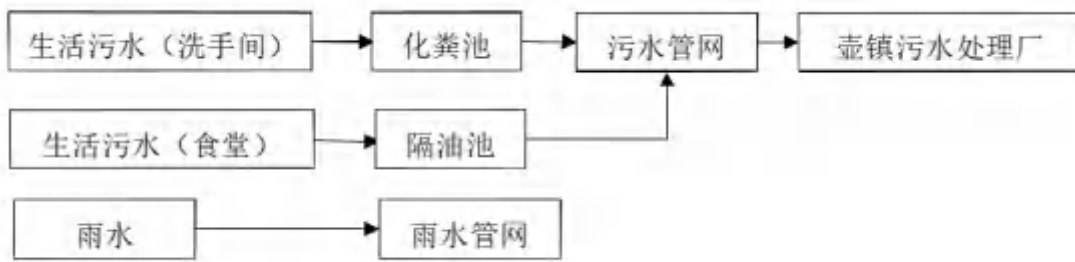 生活污水（洗手间）
化粪池
污水管网
壶镇污水处理厂
生活污水（食堂）
隔油池
雨水
雨水管网